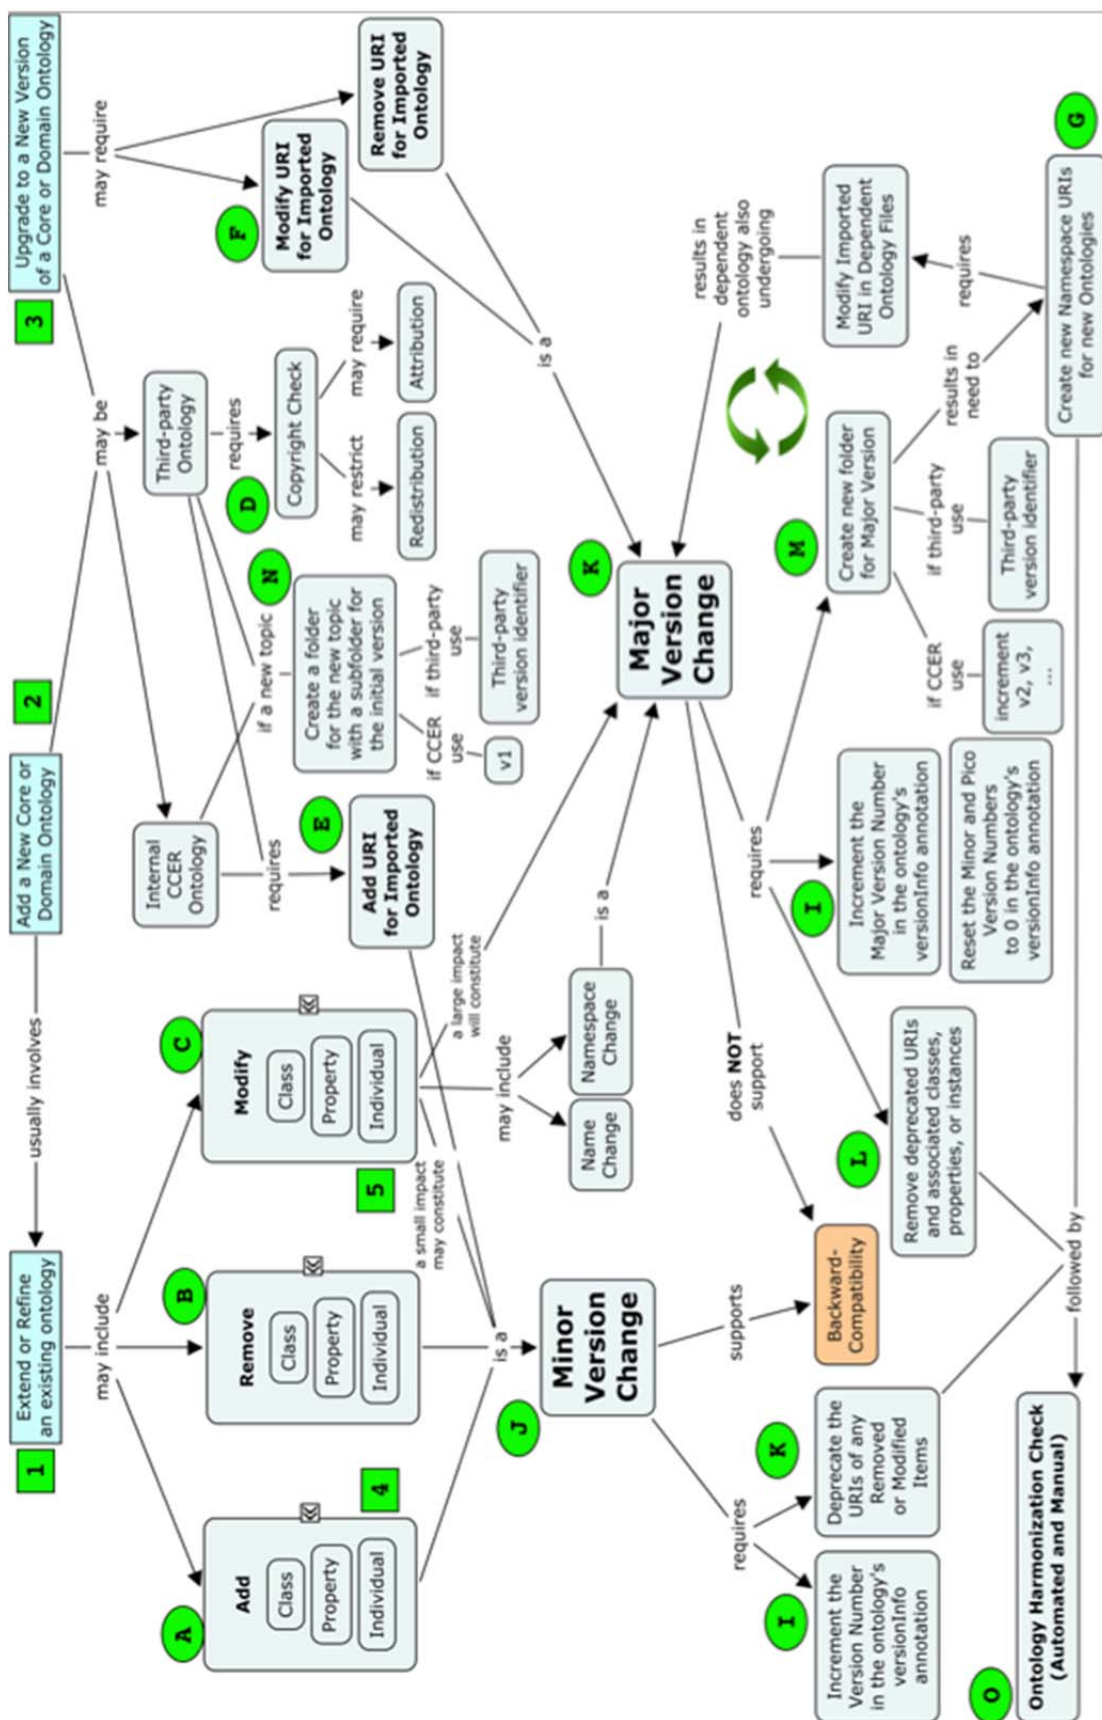 1
Extend or Refine
an existing ontology
usually involves
Add a New Core or
Domain Ontology
2
3
Upgrade to a New Version
of a Core or Domain Ontology
may include
may be
may require
A
Add
Class
Property
Individual
4
B
Remove
Class
Property
Individual
C
Modify
Class
Property
Individual
5
Internal
CCER
Ontology
requires
E
Add URI
for Imported
Ontology
if a new topic
N
Create a folder
for the new topic
with a subfolder for
the initial version
if CCER
use
v1
if third-party
use
Third-party
version identifier
Third-party
Ontology
requires
D
Copyright Check
may restrict
Redistribution
may require
Attribution
F
Modify URI
for Imported
Ontology
Remove URI
for Imported
Ontology
is a
a small impact
may constitute
a large impact
will constitute
may include
Name
Change
Namespace
Change
is a
is a
J
Minor
Version
Change
K
Major
Version
Change
results in
dependent
ontology also
undergoing
requires
supports
does NOT
support
requires
I
Increment the
Version Number
in the ontology's
versionInfo
annotation
K
Deprecate the
URIs of any
Removed
or Modified
Items
Backward-
Compatibility
L
Remove deprecated URIs
and associated classes,
properties, or instances
I
Increment the
Major Version Number
in the ontology's
versionInfo annotation
Reset the Minor and Pico
Version Numbers
to 0 in the ontology's
versionInfo annotation
M
Create new folder
for Major Version
if CCER
use
increment
v2, v3,
...
if third-party
use
Third-party
version identifier
results in
need to
Modify Imported
URI in Dependent
Ontology Files
requires
G
Create new Namespace URIs
for new Ontologies
followed by
O
Ontology Harmonization Check
(Automated and Manual)